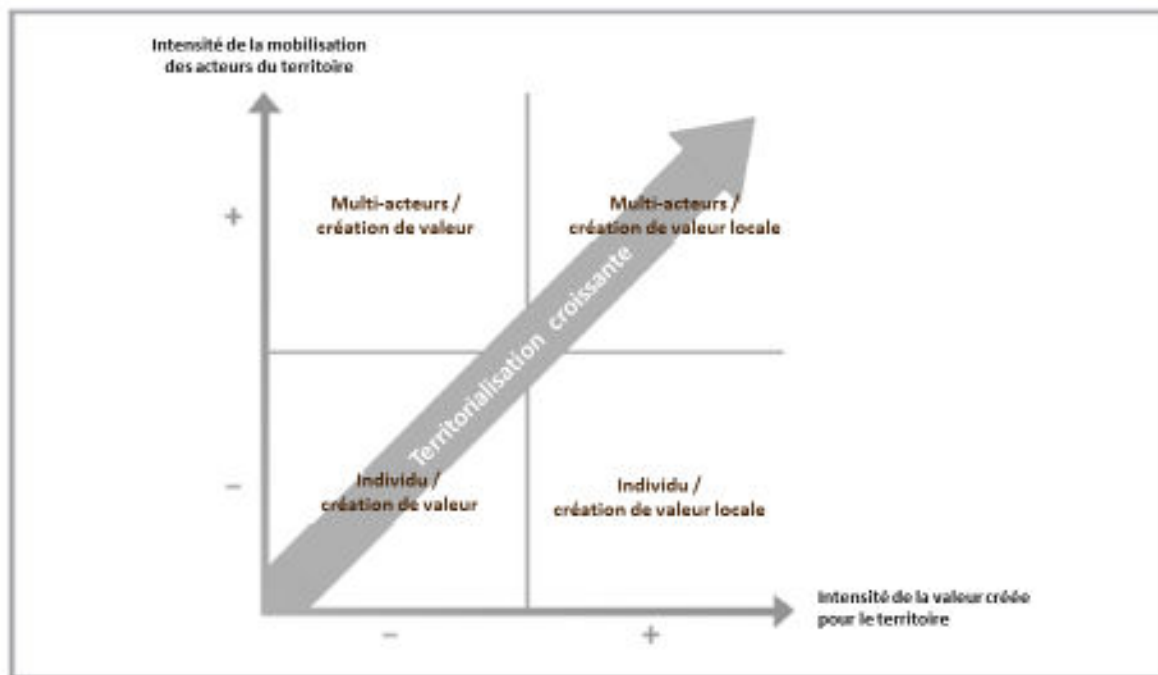 Intensité de la mobilisation
des acteurs du territoire
+
Multi-acteurs /
création de valeur
Multi-acteurs /
création de valeur locale
Territorialisation croissante
–
Individu /
création de valeur
Individu /
création de valeur locale
Intensité de la valeur créée
pour le territoire
–
+